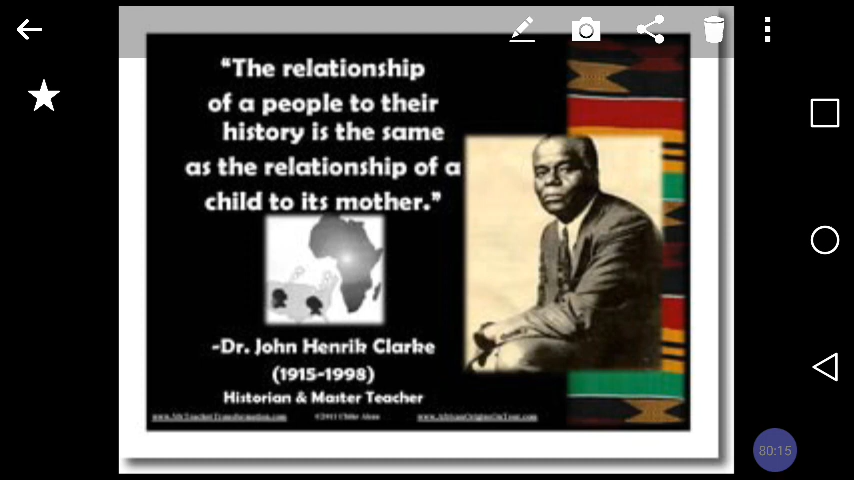 “The relationship
of a people to their
history is the same
as the relationship of a
child to its mother.”
-Dr. John Henrik Clarke
(1915-1998)
Historian & Master Teacher
80:15